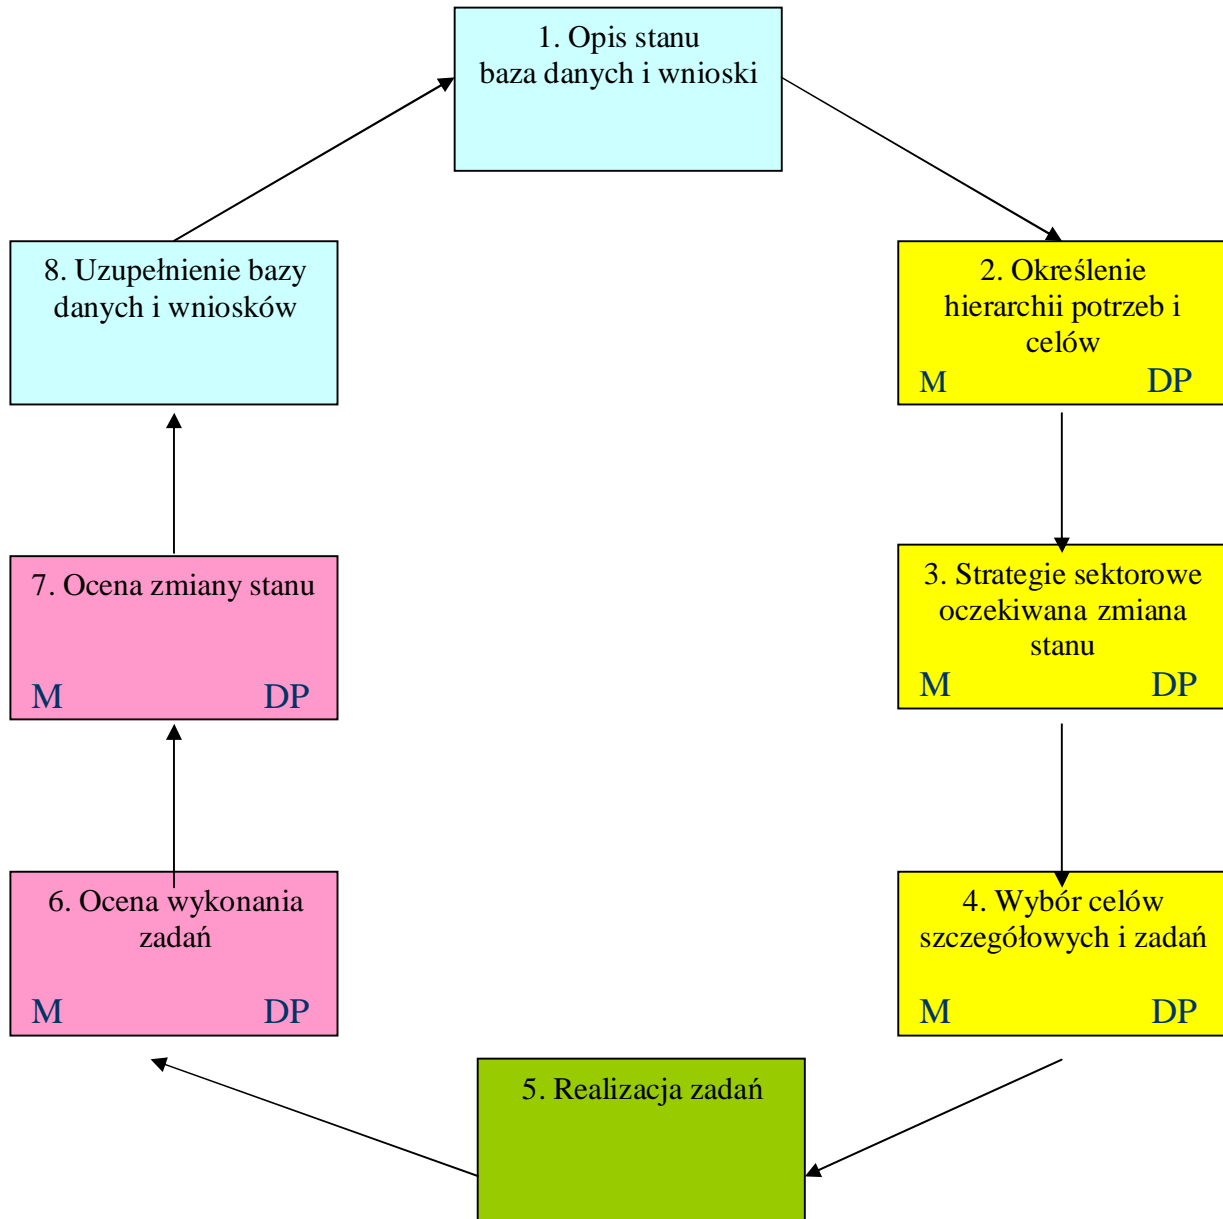 1. Opis stanu
baza danych i wnioski
2. Określenie
hierarchii potrzeb i
celów
M DP
3. Strategie sektorowe
oczekiwana zmiana
stanu
M DP
4. Wybór celów
szczegółowych i zadań
M DP
5. Realizacja zadań
6. Ocena wykonania
zadań
M DP
7. Ocena zmiany stanu
M DP
8. Uzupełnienie bazy
danych i wniosków